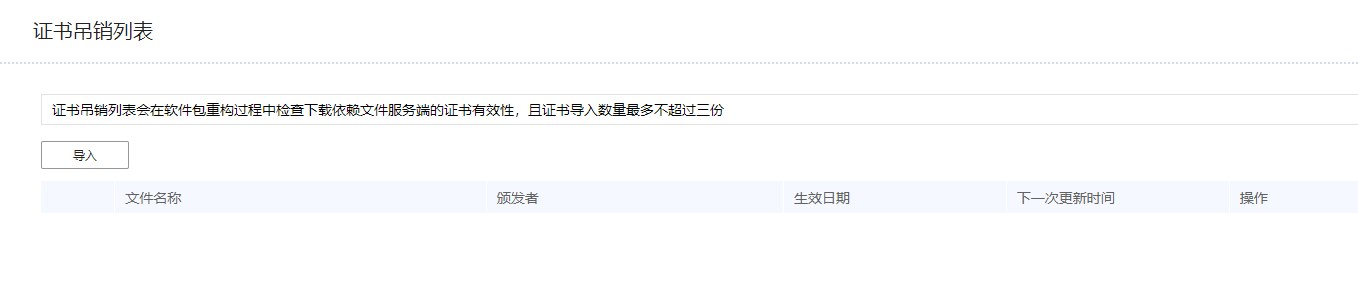 证书吊销列表
证书吊销列表会在软件包重构过程中检查下载依赖文件服务端的证书有效性，且证书导入数量最多不超过三份
导入
文件名称 颁发者 生效日期 下一次更新时间 操作